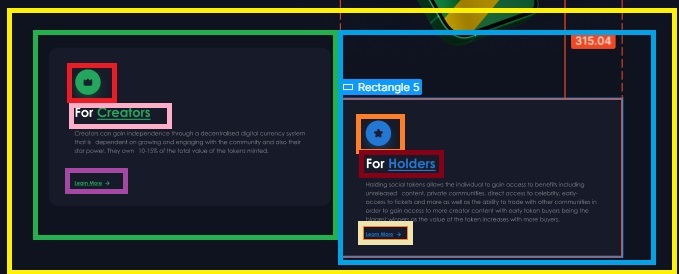 315.04
Rectangle 5
For Creators
Creators can gain independence through a decentralised digital currency system
that is dependent on growing and engaging with the community and also their
star power. They own 10-15% of the total value of the tokens minted.
Learn More →
For Holders
Holding social tokens allows the individual to gain access to benefits including
unreleased content, private communities, direct access to celebrity, early-
access to tickets and more as well as the ability to trade with other communities in
order to gain access to more creator content with early token buyers being the
biggest winners as the value of the token increases with more buyers.
Learn More →